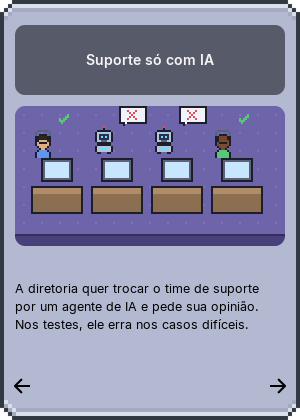 Suporte só com IA
A diretoria quer trocar o time de suporte
por um agente de IA e pede sua opinião.
Nos testes, ele erra nos casos difíceis.